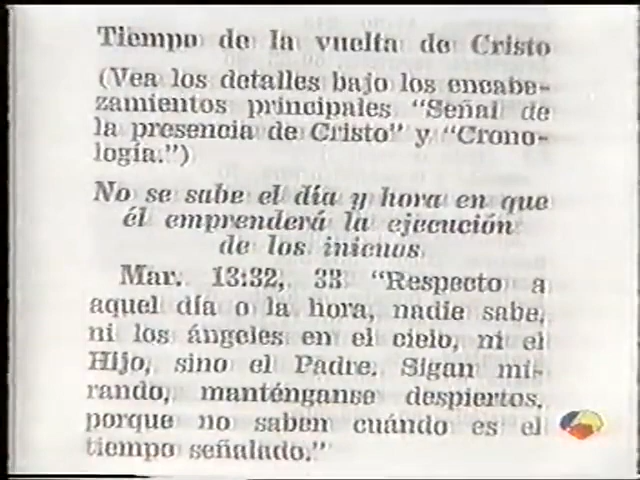 Tiempo de la vuelta de Cristo
(Vea los detalles bajo los encabe-
zamientos principales “Señal de
la presencia de Cristo” y “Crono-
logía.”)
No se sabe el día y hora en que
él emprenderá la ejecución
de los inicuos
Mar. 13:32, 33 “Respecto a
aquel día o la hora, nadie sabe,
ni los ángeles en el cielo, ni el
Hijo, sino el Padre. Sigan mi-
rando, manténganse despiertos,
porque no saben cuándo es el
tiempo señalado.”